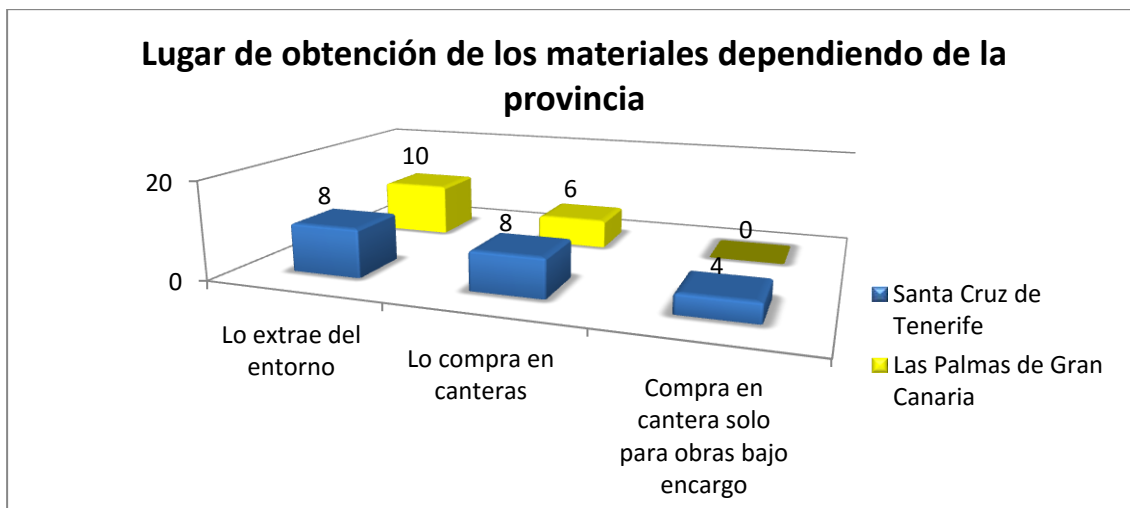 Lugar de obtención de los materiales dependiendo de la
provincia
20
0
8
10
8
6
4
0
Lo extrae del
entorno
Lo compra en
canteras
Compra en
cantera solo
para obras bajo
encargo
Santa Cruz de
Tenerife
Las Palmas de Gran
Canaria